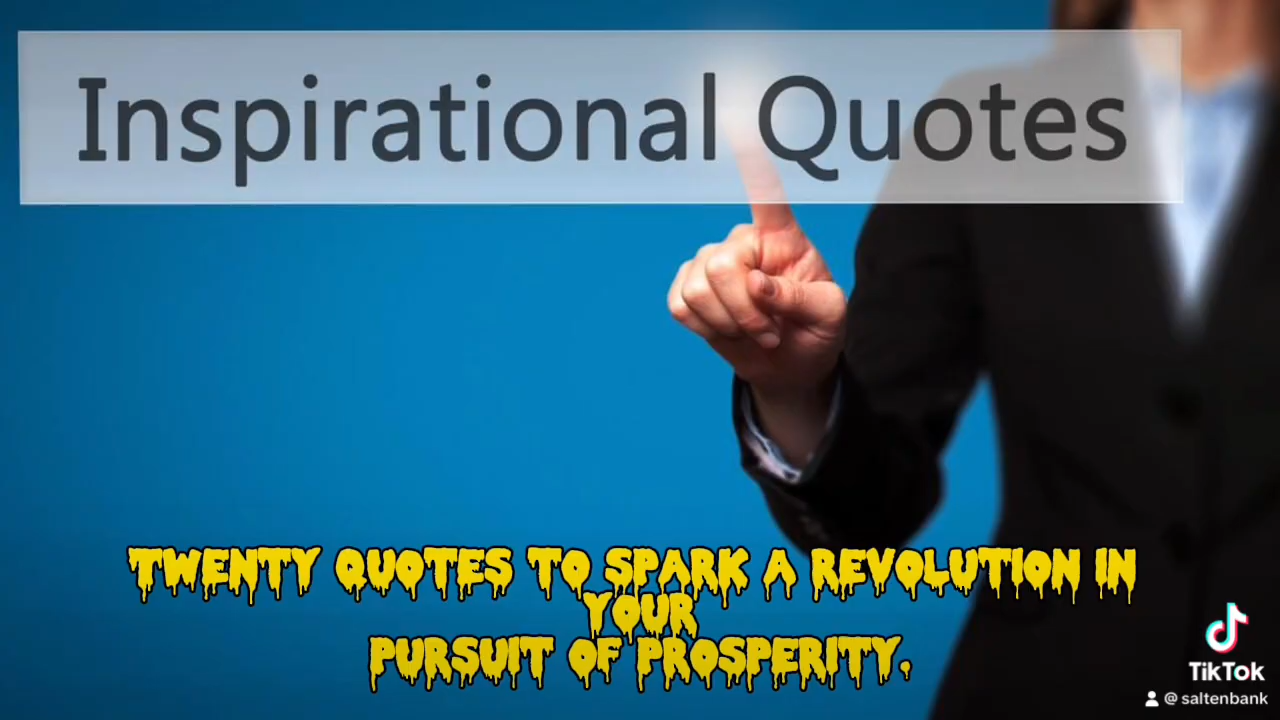 Inspirational Quotes
TWENTY QUOTES TO SPARK A REVOLUTION IN
YOUR
PURSUIT OF PROSPERITY.
TikTok
@ saltenbank